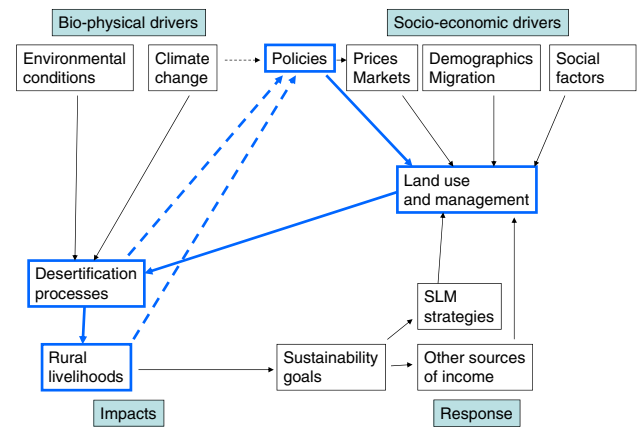 Bio-physical drivers
Socio-economic drivers
Environmental
conditions
Climate
change
Policies
Prices
Markets
Demographics
Migration
Social
factors
Land use
and management
Desertification
processes
SLM
strategies
Rural
livelihoods
Sustainability
goals
Other sources
of income
Impacts
Response